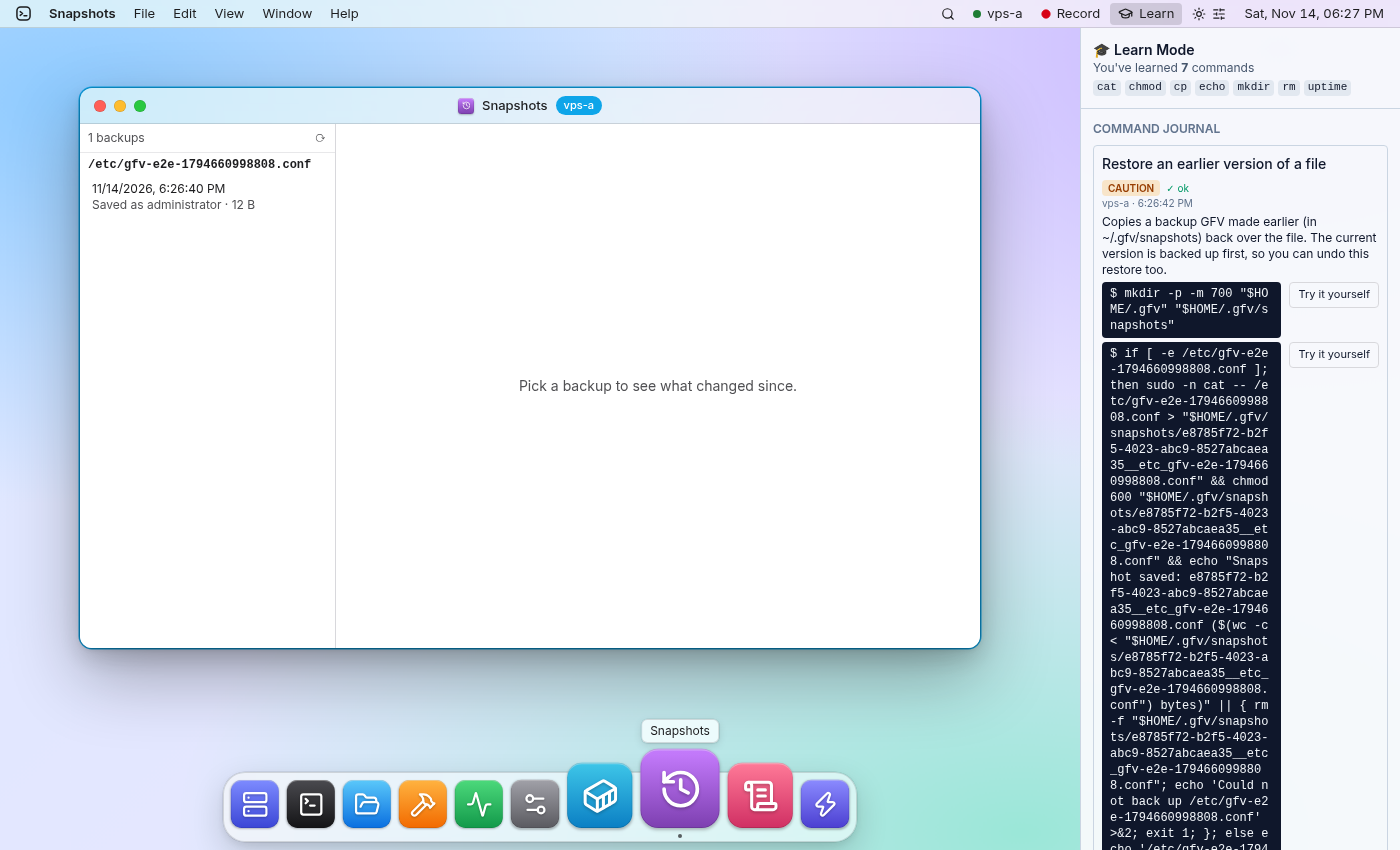 Snapshots File Edit View Window Help vps-a Record Learn Sat, Nov 14, 06:27 PM
Snapshots vps-a
1 backups
/etc/gfv-e2e-1794660998808.conf
11/14/2026, 6:26:40 PM
Saved as administrator · 12 B
Pick a backup to see what changed since.
Snapshots
🎓 Learn Mode
You've learned 7 commands
cat chmod cp echo mkdir rm uptime
COMMAND JOURNAL
Restore an earlier version of a file
CAUTION ✓ ok
vps-a · 6:26:42 PM
Copies a backup GFV made earlier (in
~/.gfv/snapshots) back over the file. The current
version is backed up first, so you can undo this
restore too.
$ mkdir -p -m 700 "$HO
ME/.gfv" "$HOME/.gfv/s
napshots"
Try it yourself
$ if [ -e /etc/gfv-e2e
-1794660998808.conf ];
then sudo -n cat -- /e
tc/gfv-e2e-17946609988
08.conf > "$HOME/.gfv/
snapshots/e8785f72-b2f
5-4023-abc9-8527abcaea
35__etc_gfv-e2e-179466
0998808.conf" && chmod
600 "$HOME/.gfv/snapsh
ots/e8785f72-b2f5-4023
-abc9-8527abcaea35__et
c_gfv-e2e-179466099880
8.conf" && echo "Snaps
hot saved: e8785f72-b2
f5-4023-abc9-8527abcae
a35__etc_gfv-e2e-17946
60998808.conf ($(wc -c
< "$HOME/.gfv/snapshot
s/e8785f72-b2f5-4023-a
bc9-8527abcaea35__etc_
gfv-e2e-1794660998808.
conf") bytes)" || { rm
-f "$HOME/.gfv/snapsho
ts/e8785f72-b2f5-4023-
abc9-8527abcaea35__etc
_gfv-e2e-1794660998808
8.conf"; echo 'Could n
ot back up /etc/gfv-e2
e-1794660998808.conf'
>&2; exit 1; }; else e
cho '/etc/gfv-e2e-1794
Try it yourself